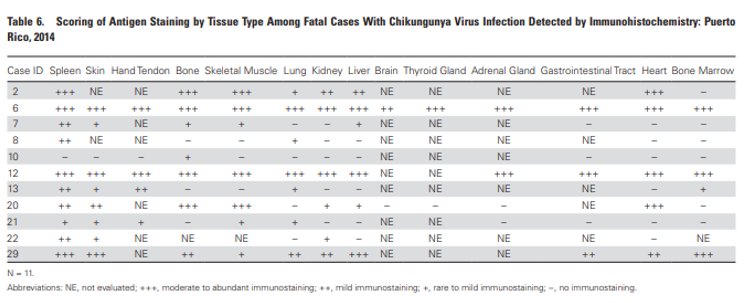 Table 6. Scoring of Antigen Staining by Tissue Type Among Fatal Cases With Chikungunya Virus Infection Detected by Immunohistochemistry: Puerto
Rico, 2014
Case ID Spleen Skin Hand Tendon Bone Skeletal Muscle Lung Kidney Liver Brain Thyroid Gland Adrenal Gland Gastrointestinal Tract Heart Bone Marrow
2 +++ NE NE +++ +++ + ++ ++ NE NE NE NE +++ –
6 +++ +++ +++ +++ +++ +++ +++ +++ ++ +++ +++ +++ +++ +++
7 ++ + NE + + – – + NE NE NE – – –
8 ++ NE NE – – + – – NE NE NE NE – –
10 – – – + – – – – NE NE NE – – –
12 +++ +++ +++ +++ +++ +++ +++ +++ NE NE +++ +++ +++ +++
13 ++ + ++ – – + – – NE NE NE NE – +
20 ++ ++ NE +++ +++ – + + – – – NE +++ –
21 + + + – + + – – NE NE – – – –
22 ++ + NE NE NE – + – NE NE NE NE – NE
29 +++ +++ NE ++ + ++ ++ +++ NE NE NE ++ ++ +++
N = 11.
Abbreviations: NE, not evaluated; +++, moderate to abundant immunostaining; ++, mild immunostaining; +, rare to mild immunostaining; –, no immunostaining.